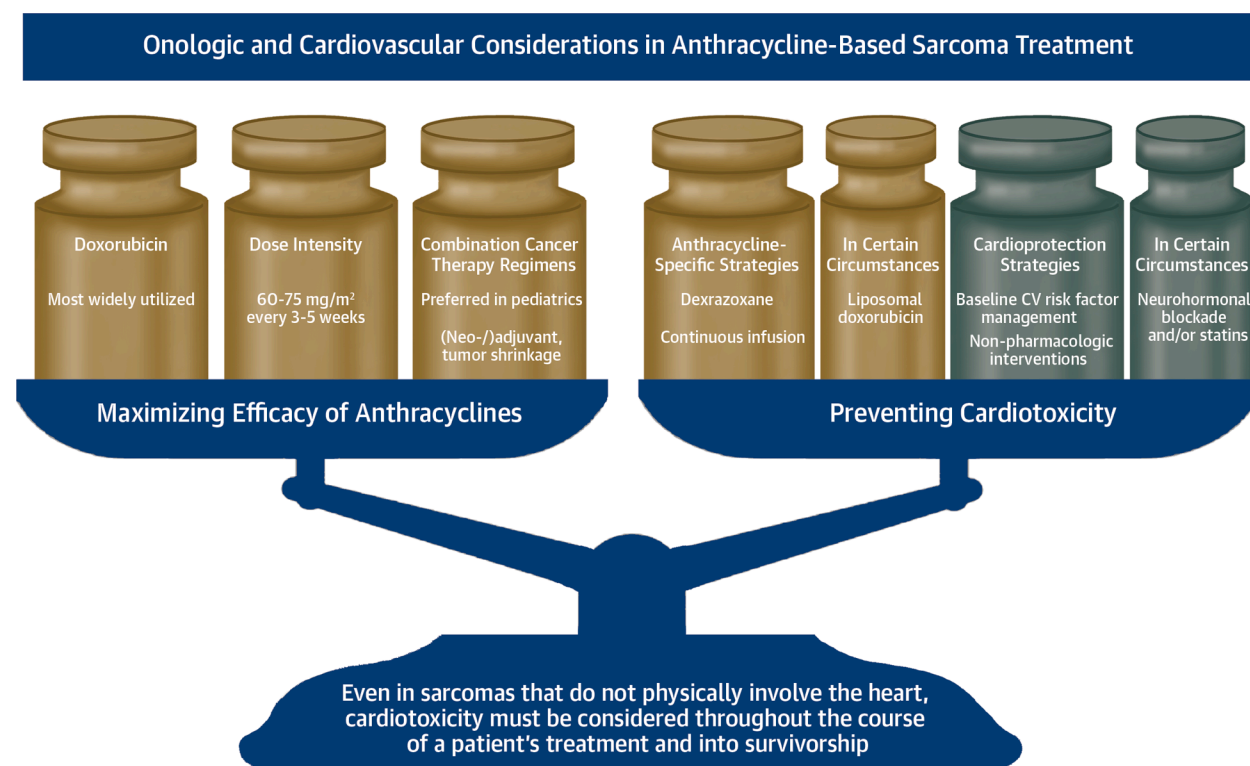 Onologic and Cardiovascular Considerations in Anthracycline-Based Sarcoma Treatment
Doxorubicin
Most widely utilized
Dose Intensity
60-75 mg/m²
every 3-5 weeks
Combination Cancer
Therapy Regimens
Preferred in pediatrics
(Neo-/)adjuvant,
tumor shrinkage
Anthracycline-
Specific Strategies
Dexrazoxane
Continuous infusion
In Certain
Circumstances
Liposomal
doxorubicin
Cardioprotection
Strategies
Baseline CV risk factor
management
Non-pharmacologic
interventions
In Certain
Circumstances
Neurohormonal
blockade
and/or statins
Maximizing Efficacy of Anthracyclines
Preventing Cardiotoxicity
Even in sarcomas that do not physically involve the heart,
cardiotoxicity must be considered throughout the course
of a patient's treatment and into survivorship